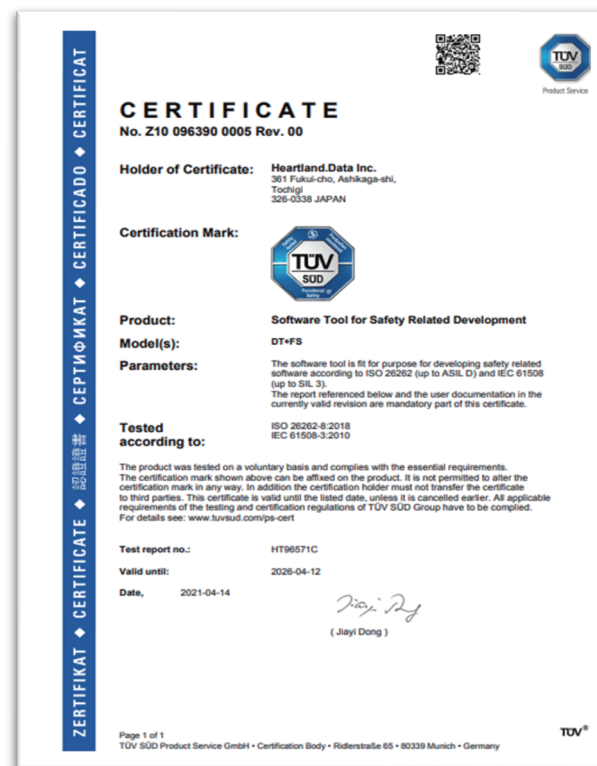 ZERTIFIKAT ◆ CERTIFICATE ◆ 認證證書 ◆ СЕРТИФИКАТ ◆ CERTIFICADO ◆ CERTIFICAT
TÜV
SÜD
Product Service
CERTIFICATE
No. Z10 096390 0005 Rev. 00
Holder of Certificate: Heartland.Data Inc.
361 Fukui-cho, Ashikaga-shi,
Tochigi
326-0338 JAPAN
Certification Mark:
TÜV
SÜD
Functional
Safety
Product: Software Tool for Safety Related Development
Model(s): DT+FS
Parameters: The software tool is fit for purpose for developing safety related
software according to ISO 26262 (up to ASIL D) and IEC 61508
(up to SIL 3).
The report referenced below and the user documentation in the
currently valid revision are mandatory part of this certificate.
Tested
according to:
ISO 26262-8:2018
IEC 61508-3:2010
The product was tested on a voluntary basis and complies with the essential requirements.
The certification mark shown above can be affixed on the product. It is not permitted to alter the
certification mark in any way. In addition the certification holder must not transfer the certificate
to third parties. This certificate is valid until the listed date, unless it is cancelled earlier. All applicable
requirements of the testing and certification regulations of TÜV SÜD Group have to be complied.
For details see: www.tuvsud.com/ps-cert
Test report no.: HT96571C
Valid until: 2026-04-12
Date, 2021-04-14
( Jiayi Dong )
Page 1 of 1
TÜV SÜD Product Service GmbH • Certification Body • Ridlerstraße 65 • 80339 Munich • Germany
TÜV®